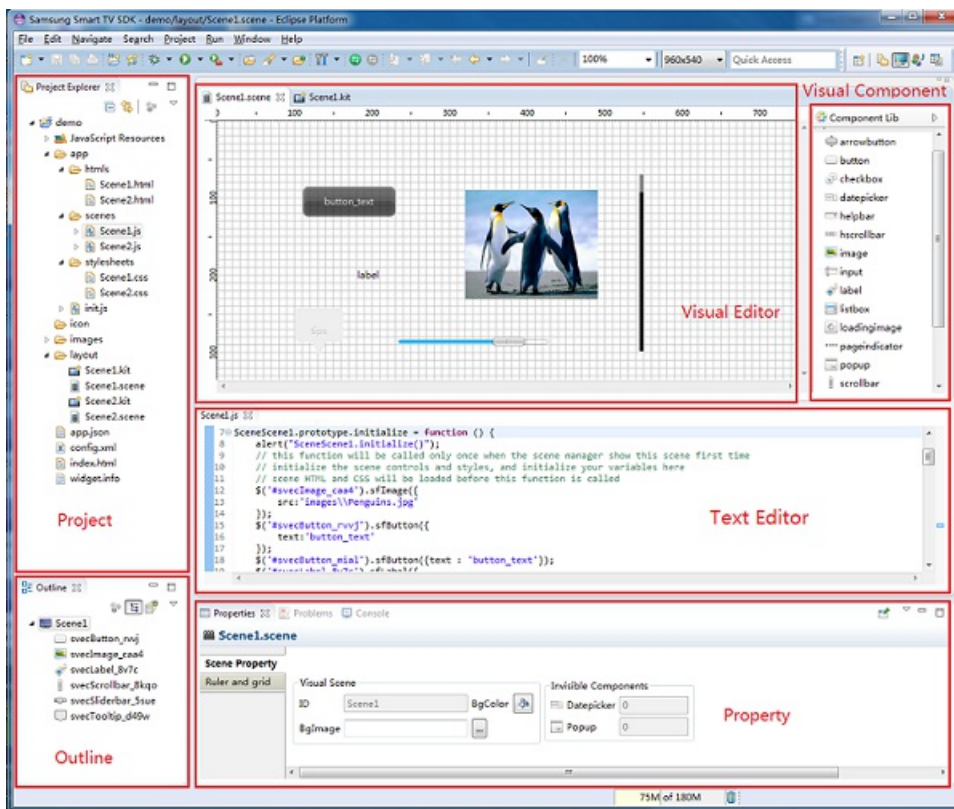 Samsung Smart TV SDK - demo/layout/Scene1.scene - Eclipse Platform
File Edit Navigate Search Project Run Window Help
100% 960x540 Quick Access
Project Explorer
demo
JavaScript Resources
app
htmls
Scene1.html
Scene2.html
scenes
Scene1.js
Scene2.js
stylesheets
Scene1.css
Scene2.css
init.js
icon
images
layout
Scene1.kit
Scene1.scene
Scene2.kit
Scene2.scene
app.json
config.xml
index.html
widget.info
Project
Outline
Scene1
svecButton_rvvj
svecImage_caa4
svecLabel_8v7c
svecScrollbar_8kqo
svecSliderbar_5sue
svecTooltip_d49w
Outline
Scene1.scene Scene1.kit
0 100 200 300 400 500 600 700
100
200
300
button_text
label
tips
Visual Editor
Visual Component
Component Lib
arrowbutton
button
checkbox
datepicker
helpbar
hscrollbar
image
input
label
listbox
loadingimage
pageindicator
popup
scrollbar
Scene1.js
7 SceneScene1.prototype.initialize = function () {
8 alert("SceneScene1.initialize()");
9 // this function will be called only once when the scene manager show this scene first time
10 // initialize the scene controls and styles, and initialize your variables here
11 // scene HTML and CSS will be loaded before this function is called
12 $('#svecImage_caa4').sfImage({
13 src:'images\\Penguins.jpg'
14 });
15 $('#svecButton_rvvj').sfButton({
16 text:'button_text'
17 });
18 $('#svecButton_mial').sfButton({text : 'button_text'});
19 $('#svecLabel_8v7c').sfLabel({
Text Editor
Properties Problems Console
Scene1.scene
Scene Property
Ruler and grid
Visual Scene
ID Scene1 BgColor
BgImage ...
Invisible Components
Datepicker 0
Popup 0
Property
75M of 180M